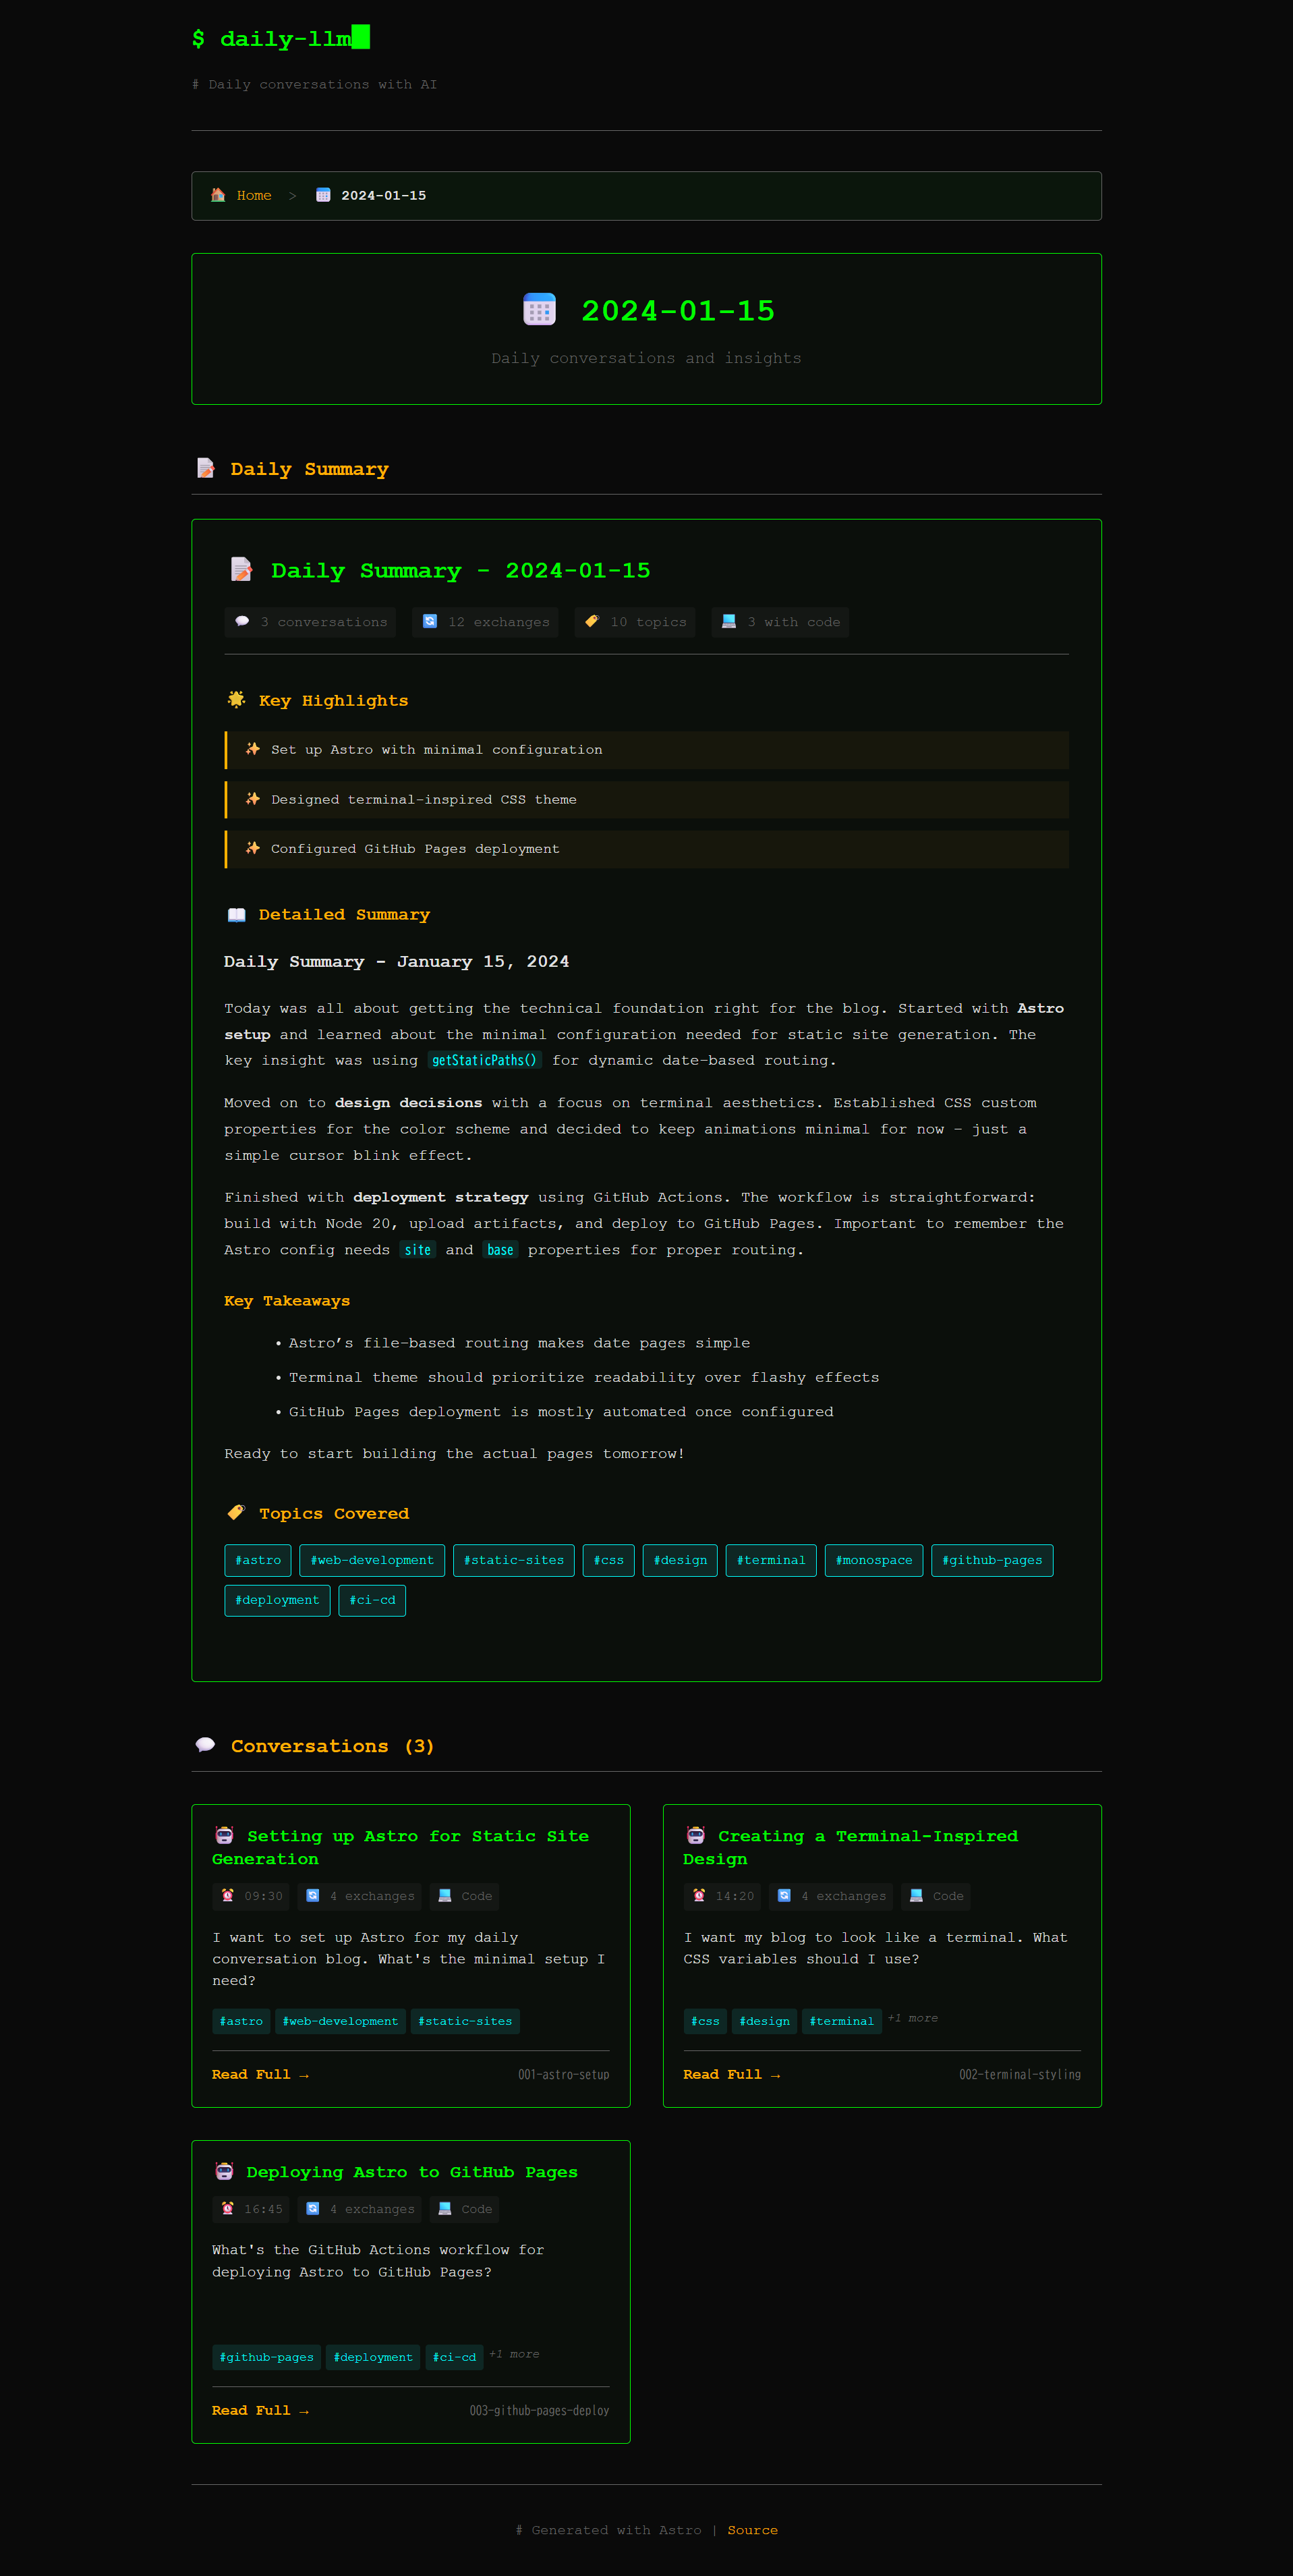 $ daily-llm
# Daily conversations with AI
Home > 2024-01-15
2024-01-15
Daily conversations and insights
Daily Summary
Daily Summary - 2024-01-15
3 conversations 12 exchanges 10 topics 3 with code
Key Highlights
Set up Astro with minimal configuration
Designed terminal-inspired CSS theme
Configured GitHub Pages deployment
Detailed Summary
Daily Summary - January 15, 2024
Today was all about getting the technical foundation right for the blog. Started with Astro
setup and learned about the minimal configuration needed for static site generation. The
key insight was using getStaticPaths() for dynamic date-based routing.
Moved on to design decisions with a focus on terminal aesthetics. Established CSS custom
properties for the color scheme and decided to keep animations minimal for now - just a
simple cursor blink effect.
Finished with deployment strategy using GitHub Actions. The workflow is straightforward:
build with Node 20, upload artifacts, and deploy to GitHub Pages. Important to remember the
Astro config needs site and base properties for proper routing.
Key Takeaways
• Astro’s file-based routing makes date pages simple
• Terminal theme should prioritize readability over flashy effects
• GitHub Pages deployment is mostly automated once configured
Ready to start building the actual pages tomorrow!
Topics Covered
#astro #web-development #static-sites #css #design #terminal #monospace #github-pages
#deployment #ci-cd
Conversations (3)
Setting up Astro for Static Site
Generation
09:30 4 exchanges Code
I want to set up Astro for my daily
conversation blog. What's the minimal setup I
need?
#astro #web-development #static-sites
Read Full → 001-astro-setup
Creating a Terminal-Inspired
Design
14:20 4 exchanges Code
I want my blog to look like a terminal. What
CSS variables should I use?
#css #design #terminal +1 more
Read Full → 002-terminal-styling
Deploying Astro to GitHub Pages
16:45 4 exchanges Code
What's the GitHub Actions workflow for
deploying Astro to GitHub Pages?
#github-pages #deployment #ci-cd +1 more
Read Full → 003-github-pages-deploy
# Generated with Astro | Source